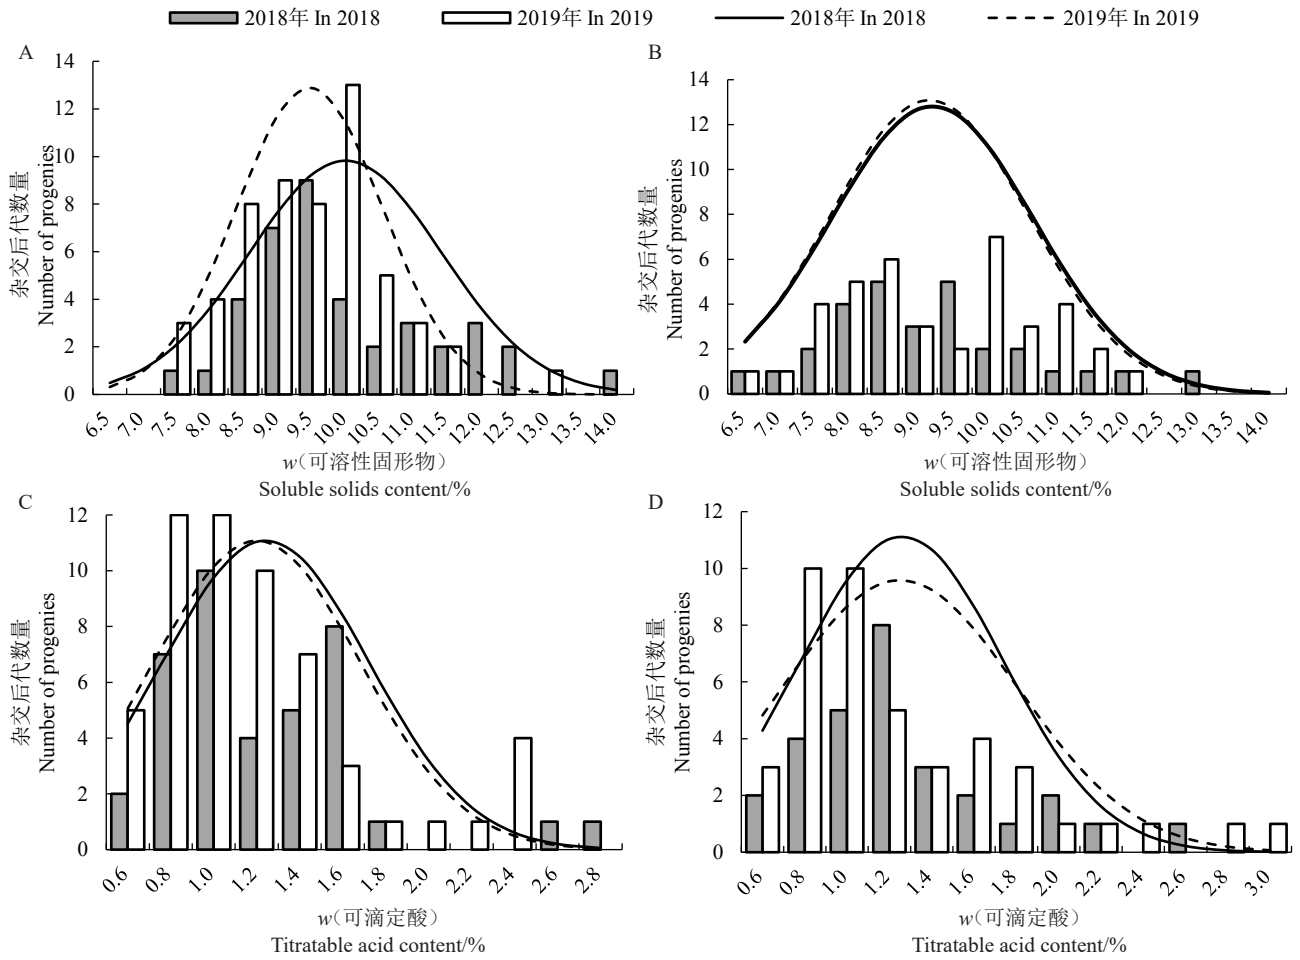 2018年 In 2018 2019年 In 2019 2018年 In 2018 2019年 In 2019
A
14
12
10
8
6
4
2
0
杂交后代数量
Number of progenies
6.5 7.0 7.5 8.0 8.5 9.0 9.5 10.0 10.5 11.0 11.5 12.0 12.5 13.0 13.5 14.0
w(可溶性固形物)
Soluble solids content/%
B
14
12
10
8
6
4
2
0
杂交后代数量
Number of progenies
6.5 7.0 7.5 8.0 8.5 9.0 9.5 10.0 10.5 11.0 11.5 12.0 12.5 13.0 13.5 14.0
w(可溶性固形物)
Soluble solids content/%
C
12
10
8
6
4
2
0
杂交后代数量
Number of progenies
0.6 0.8 1.0 1.2 1.4 1.6 1.8 2.0 2.2 2.4 2.6 2.8
w(可滴定酸)
Titratable acid content/%
D
12
10
8
6
4
2
0
杂交后代数量
Number of progenies
0.6 0.8 1.0 1.2 1.4 1.6 1.8 2.0 2.2 2.4 2.6 2.8 3.0
w(可滴定酸)
Titratable acid content/%